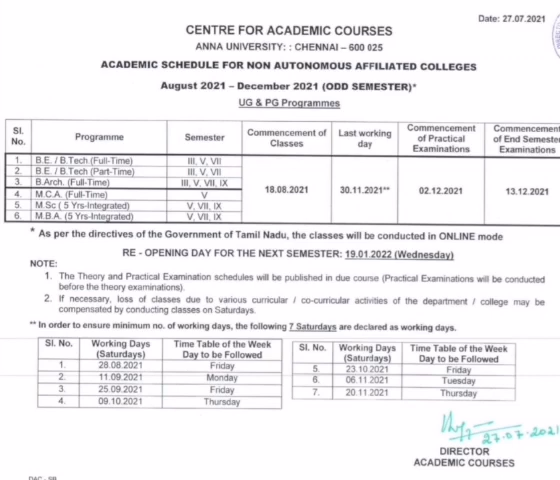 Date: 27.07.2021
CENTRE FOR ACADEMIC COURSES
ANNA UNIVERSITY: : CHENNAI – 600 025
ACADEMIC SCHEDULE FOR NON AUTONOMOUS AFFILIATED COLLEGES
August 2021 – December 2021 (ODD SEMESTER)*
UG & PG Programmes
Sl. No. Programme Semester Commencement of Classes Last working day Commencement of Practical Examinations Commencement of End Semester Examinations
1. B.E. / B.Tech.(Full-Time) III, V, VII
2. B.E. / B.Tech (Part-Time) III, V, VII
3. B.Arch. (Full-Time) III, V, VII, IX
4. M.C.A. (Full-Time) V
5. M.Sc ( 5 Yrs-Integrated) V, VII, IX
6. M.B.A. (5 Yrs-Integrated) V, VII, IX
18.08.2021 30.11.2021** 02.12.2021 13.12.2021
* As per the directives of the Government of Tamil Nadu, the classes will be conducted in ONLINE mode
RE - OPENING DAY FOR THE NEXT SEMESTER: 19.01.2022 (Wednesday)
NOTE:
1. The Theory and Practical Examination schedules will be published in due course (Practical Examinations will be conducted
before the theory examinations).
2. If necessary, loss of classes due to various curricular / co-curricular activities of the department / college may be
compensated by conducting classes on Saturdays.
** In order to ensure minimum no. of working days, the following 7 Saturdays are declared as working days.
Sl. No. Working Days (Saturdays) Time Table of the Week Day to be Followed
1. 28.08.2021 Friday
2. 11.09.2021 Monday
3. 25.09.2021 Friday
4. 09.10.2021 Thursday
Sl. No. Working Days (Saturdays) Time Table of the Week Day to be Followed
5. 23.10.2021 Friday
6. 06.11.2021 Tuesday
7. 20.11.2021 Thursday
27.07.2021
DIRECTOR
ACADEMIC COURSES